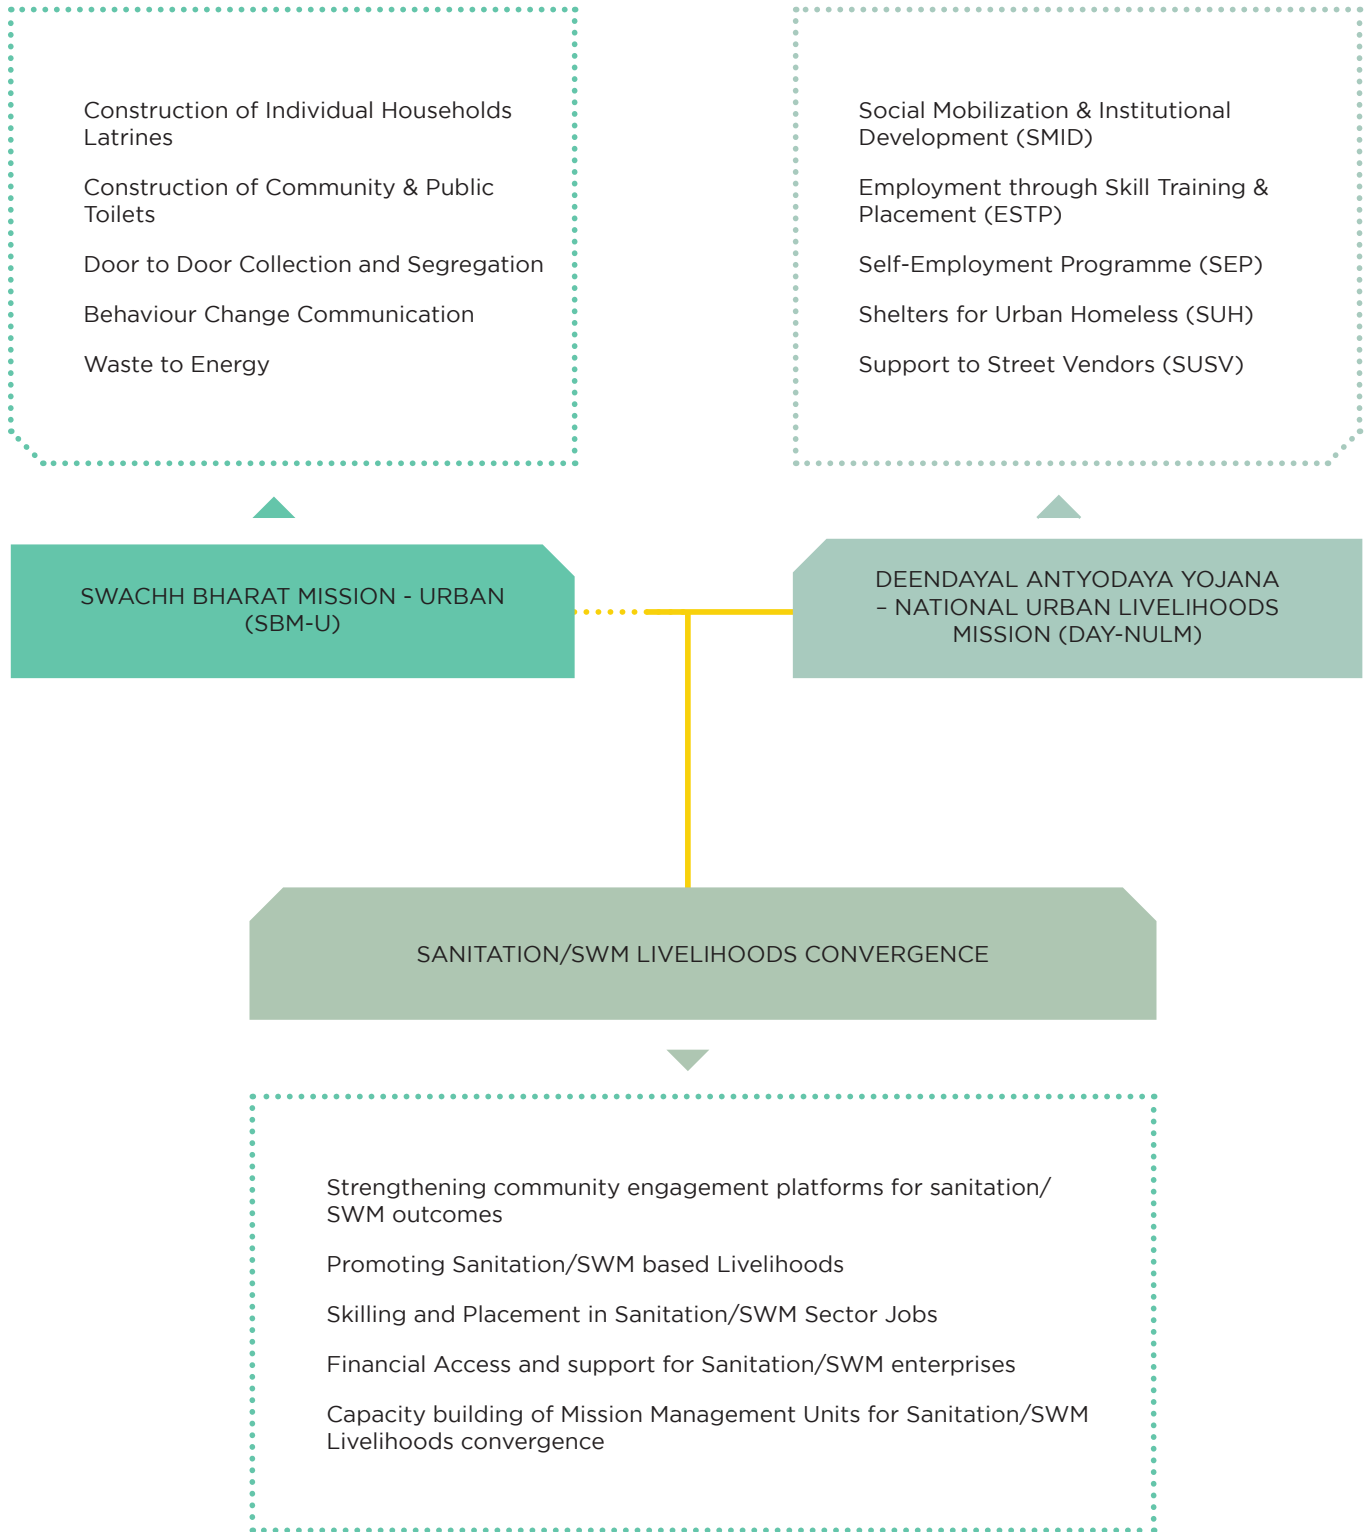 Construction of Individual Households
Latrines
Construction of Community & Public
Toilets
Door to Door Collection and Segregation
Behaviour Change Communication
Waste to Energy
Social Mobilization & Institutional
Development (SMID)
Employment through Skill Training &
Placement (ESTP)
Self-Employment Programme (SEP)
Shelters for Urban Homeless (SUH)
Support to Street Vendors (SUSV)
SWACHH BHARAT MISSION - URBAN
(SBM-U)
DEENDAYAL ANTYODAYA YOJANA
– NATIONAL URBAN LIVELIHOODS
MISSION (DAY-NULM)
SANITATION/SWM LIVELIHOODS CONVERGENCE
Strengthening community engagement platforms for sanitation/
SWM outcomes
Promoting Sanitation/SWM based Livelihoods
Skilling and Placement in Sanitation/SWM Sector Jobs
Financial Access and support for Sanitation/SWM enterprises
Capacity building of Mission Management Units for Sanitation/SWM
Livelihoods convergence